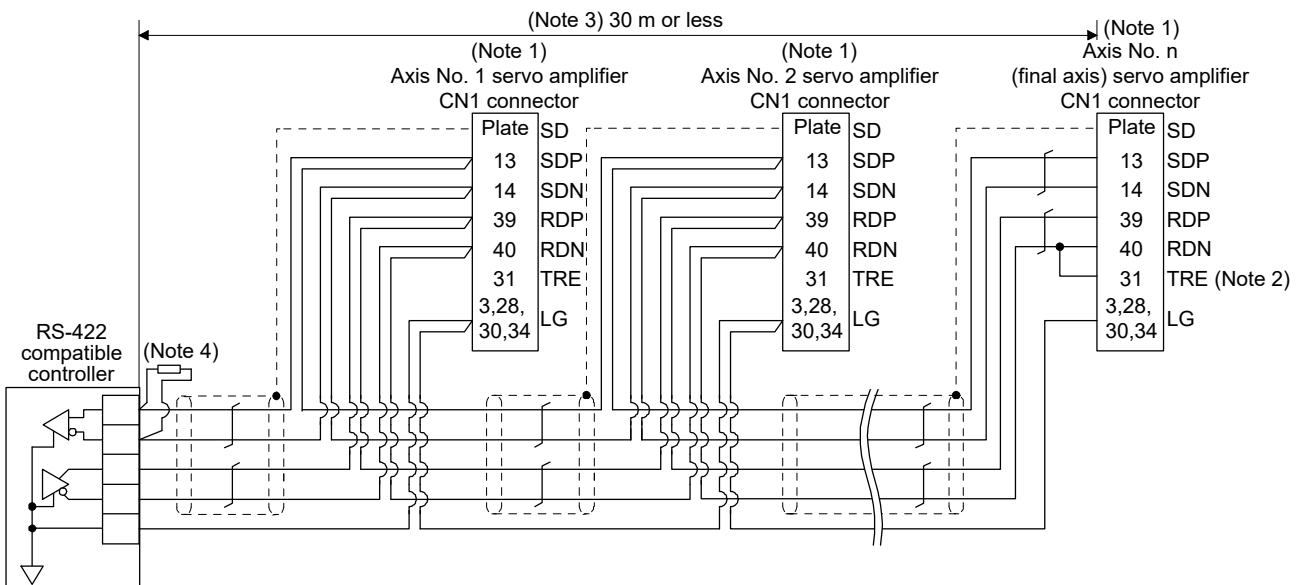 (Note 3) 30 m or less
(Note 1)
Axis No. 1 servo amplifier
CN1 connector
Plate SD
13 SDP
14 SDN
39 RDP
40 RDN
31 TRE
3,28,
30,34 LG
(Note 1)
Axis No. 2 servo amplifier
CN1 connector
Plate SD
13 SDP
14 SDN
39 RDP
40 RDN
31 TRE
3,28,
30,34 LG
(Note 1)
Axis No. n
(final axis) servo amplifier
CN1 connector
Plate SD
13 SDP
14 SDN
39 RDP
40 RDN
31 TRE (Note 2)
3,28,
30,34 LG
RS-422
compatible
controller
(Note 4)